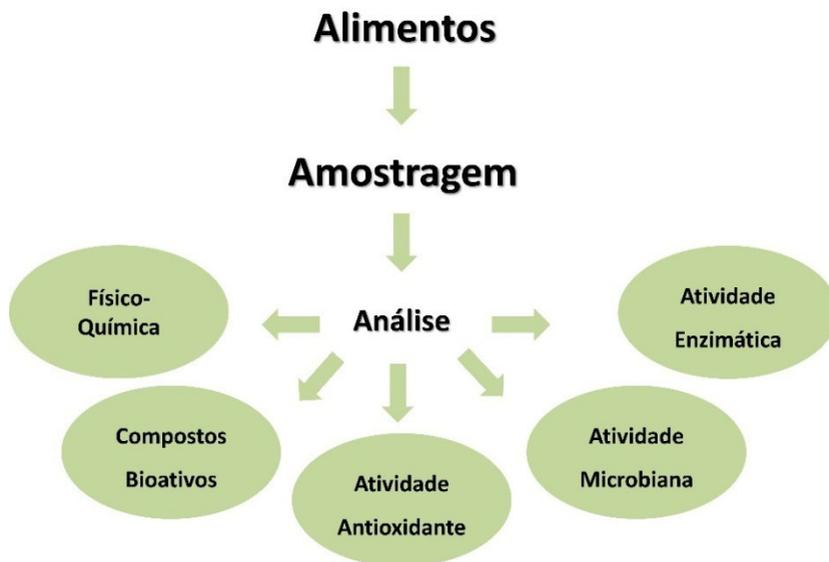 Alimentos
Amostragem
Análise
Físico-
Química
Compostos
Bioativos
Atividade
Antioxidante
Atividade
Microbiana
Atividade
Enzimática